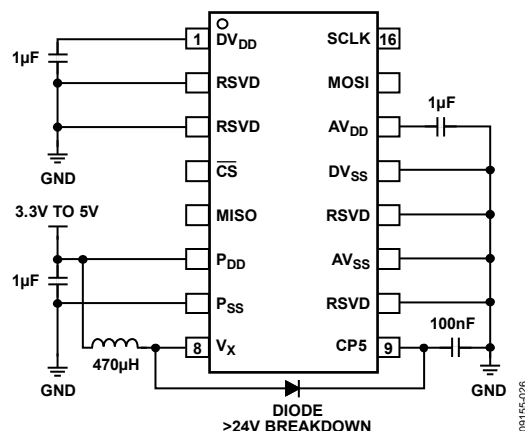 1 DVDD SCLK 16
1µF
RSVD MOSI
1µF
RSVD AVDD
GND
CS DVSS
3.3V TO 5V
MISO RSVD
1µF
PDD AVSS
PSS RSVD
100nF
8 VX CP5 9
470µH
GND
GND
DIODE
>24V BREAKDOWN
09155-026